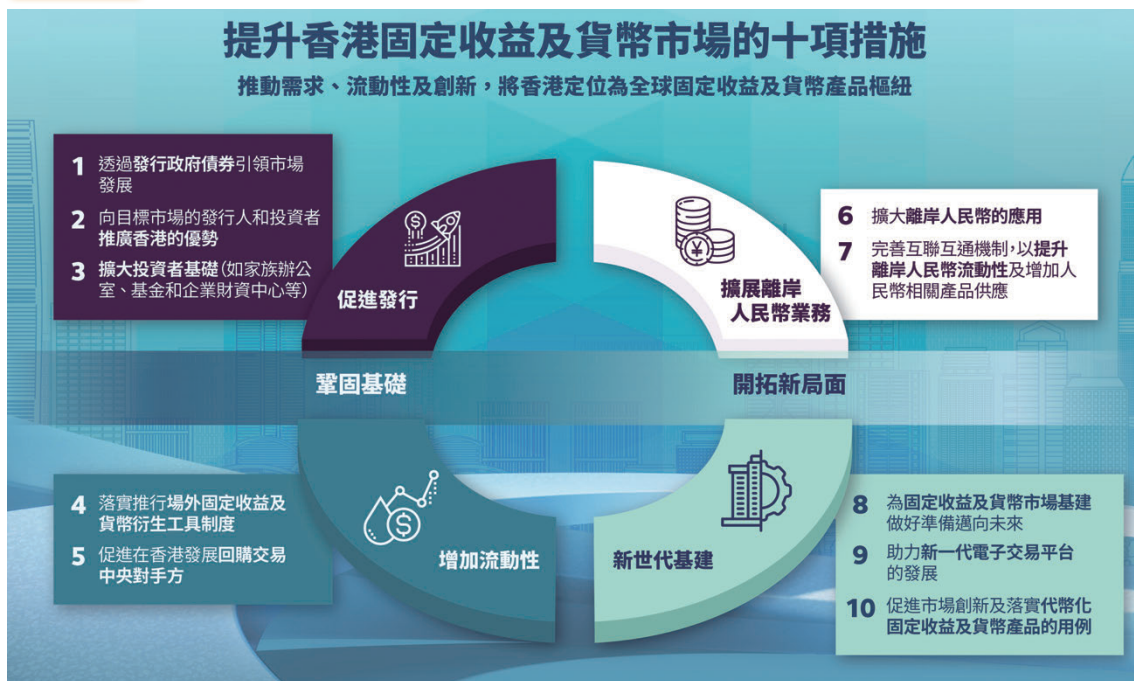 提升香港固定收益及貨幣市場的十項措施
推動需求、流動性及創新，將香港定位為全球固定收益及貨幣產品樞紐
1 透過發行政府債券引領市場
發展
2 向目標市場的發行人和投資者
推廣香港的優勢
3 擴大投資者基礎(如家族辦公
室、基金和企業財資中心等)
促進發行
擴展離岸
人民幣業務
6 擴大離岸人民幣的應用
7 完善互聯互通機制，以提升
離岸人民幣流動性及增加人
民幣相關產品供應
鞏固基礎
開拓新局面
4 落實推行場外固定收益及
貨幣衍生工具制度
5 促進在香港發展回購交易
中央對手方
增加流動性
新世代基建
8 為固定收益及貨幣市場基建
做好準備邁向未來
9 助力新一代電子交易平台
的發展
10 促進市場創新及落實代幣化
固定收益及貨幣產品的用例